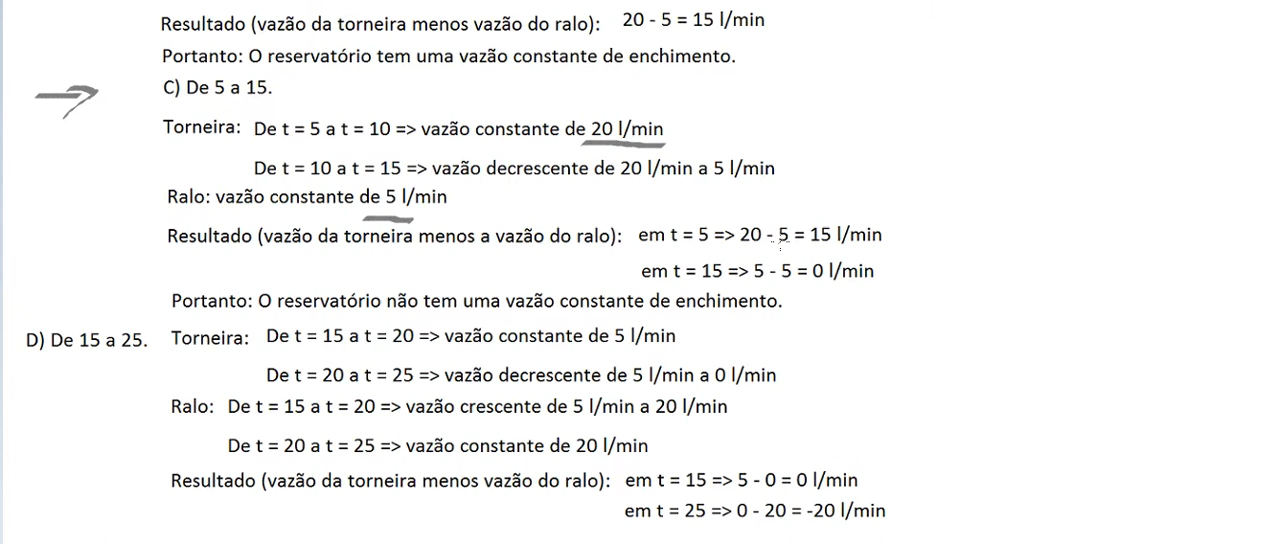 Resultado (vazão da torneira menos vazão do ralo): 20 - 5 = 15 l/min
Portanto: O reservatório tem uma vazão constante de enchimento.
C) De 5 a 15.
Torneira: De t = 5 a t = 10 => vazão constante de 20 l/min
De t = 10 a t = 15 => vazão decrescente de 20 l/min a 5 l/min
Ralo: vazão constante de 5 l/min
Resultado (vazão da torneira menos a vazão do ralo): em t = 5 => 20 - 5 = 15 l/min
em t = 15 => 5 - 5 = 0 l/min
Portanto: O reservatório não tem uma vazão constante de enchimento.
D) De 15 a 25. Torneira: De t = 15 a t = 20 => vazão constante de 5 l/min
De t = 20 a t = 25 => vazão decrescente de 5 l/min a 0 l/min
Ralo: De t = 15 a t = 20 => vazão crescente de 5 l/min a 20 l/min
De t = 20 a t = 25 => vazão constante de 20 l/min
Resultado (vazão da torneira menos vazão do ralo): em t = 15 => 5 - 0 = 0 l/min
em t = 25 => 0 - 20 = -20 l/min